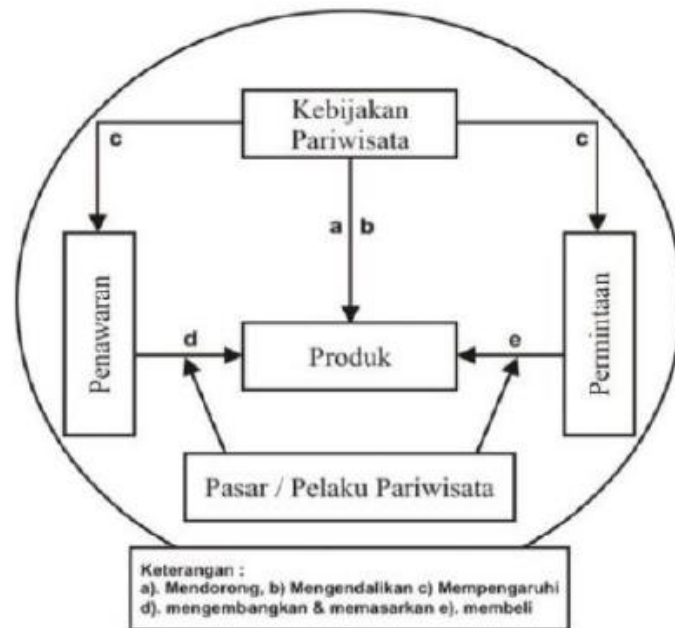 Kebijakan
Pariwisata
c
c
a
b
Penawaran
d
Produk
e
Permintaan
Pasar / Pelaku Pariwisata
Keterangan :
a). Mendorong, b) Mengendalikan c) Mempengaruhi
d). mengembangkan & memasarkan e). membeli